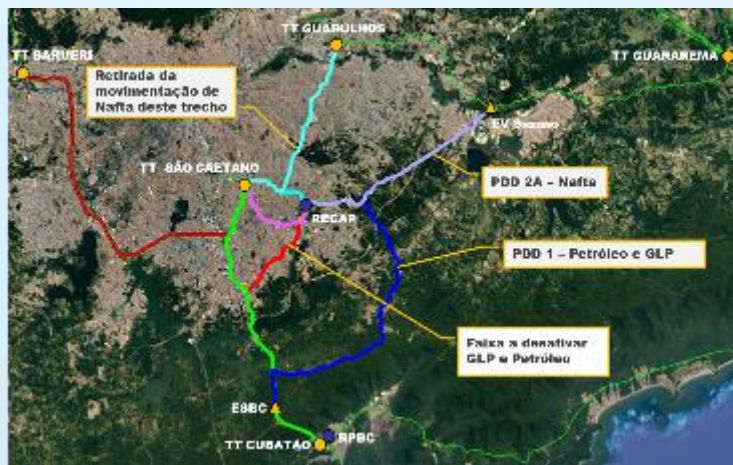 TT GUARULHOS
TT BARUERI
TT GUARAREMA
Retirada da
movimentação de
Nafta deste trecho
EV Suzano
TT SÃO CAETANO
PDD 2A – Nafta
RECAP
PDD 1 – Petróleo e GLP
Faixa a desativar
GLP e Petróleo
ESBC
RPBC
TT CUBATÃO